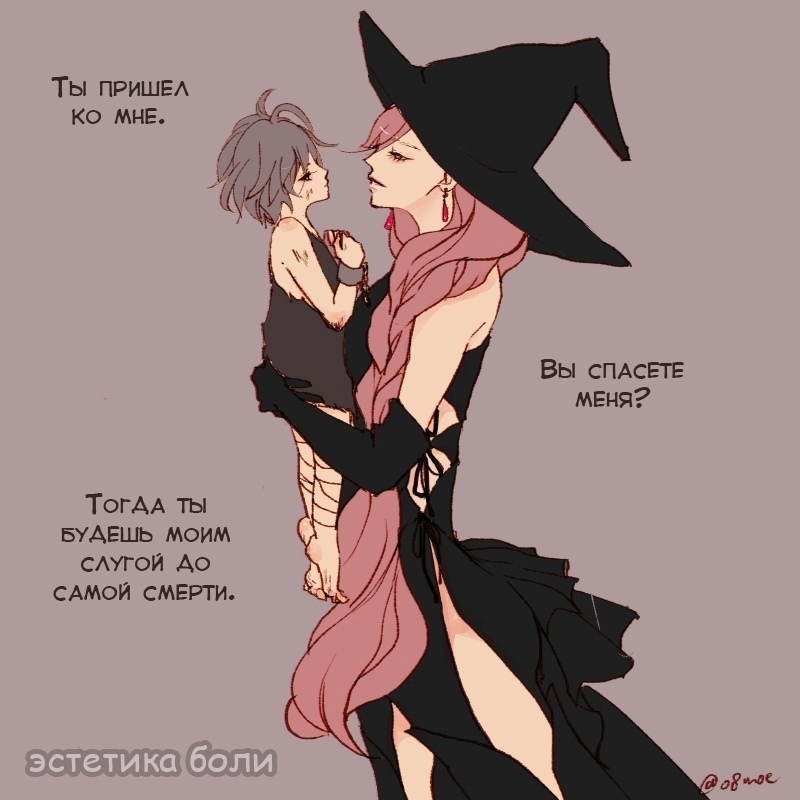 Ты пришел
ко мне.
Вы спасете
меня?
Тогда ты
будешь моим
слугой до
самой смерти.
эстетика боли
@08moe